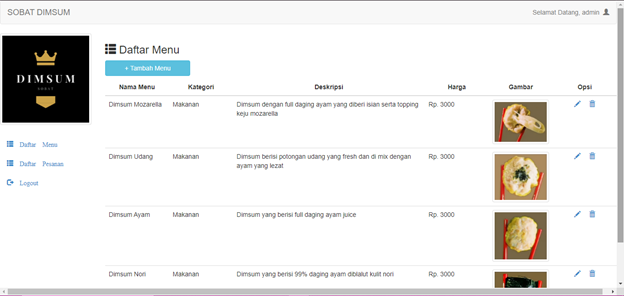 SOBAT DIMSUM
Selamat Datang, admin
DIMSUM
SOBAT
Daftar Menu
Daftar Pesanan
Logout
Daftar Menu
+ Tambah Menu
Nama Menu Kategori Deskripsi Harga Gambar Opsi
Dimsum Mozarella Makanan Dimsum dengan full daging ayam yang diberi isian serta topping Rp. 3000
keju mozarella
Dimsum Udang Makanan Dimsum berisi potongan udang yang fresh dan di mix dengan Rp. 3000
ayam yang lezat
Dimsum Ayam Makanan Dimsum yang berisi full daging ayam juice Rp. 3000
Dimsum Nori Makanan Dimsum yang berisi 99% daging ayam dibalut kulit nori Rp. 3000